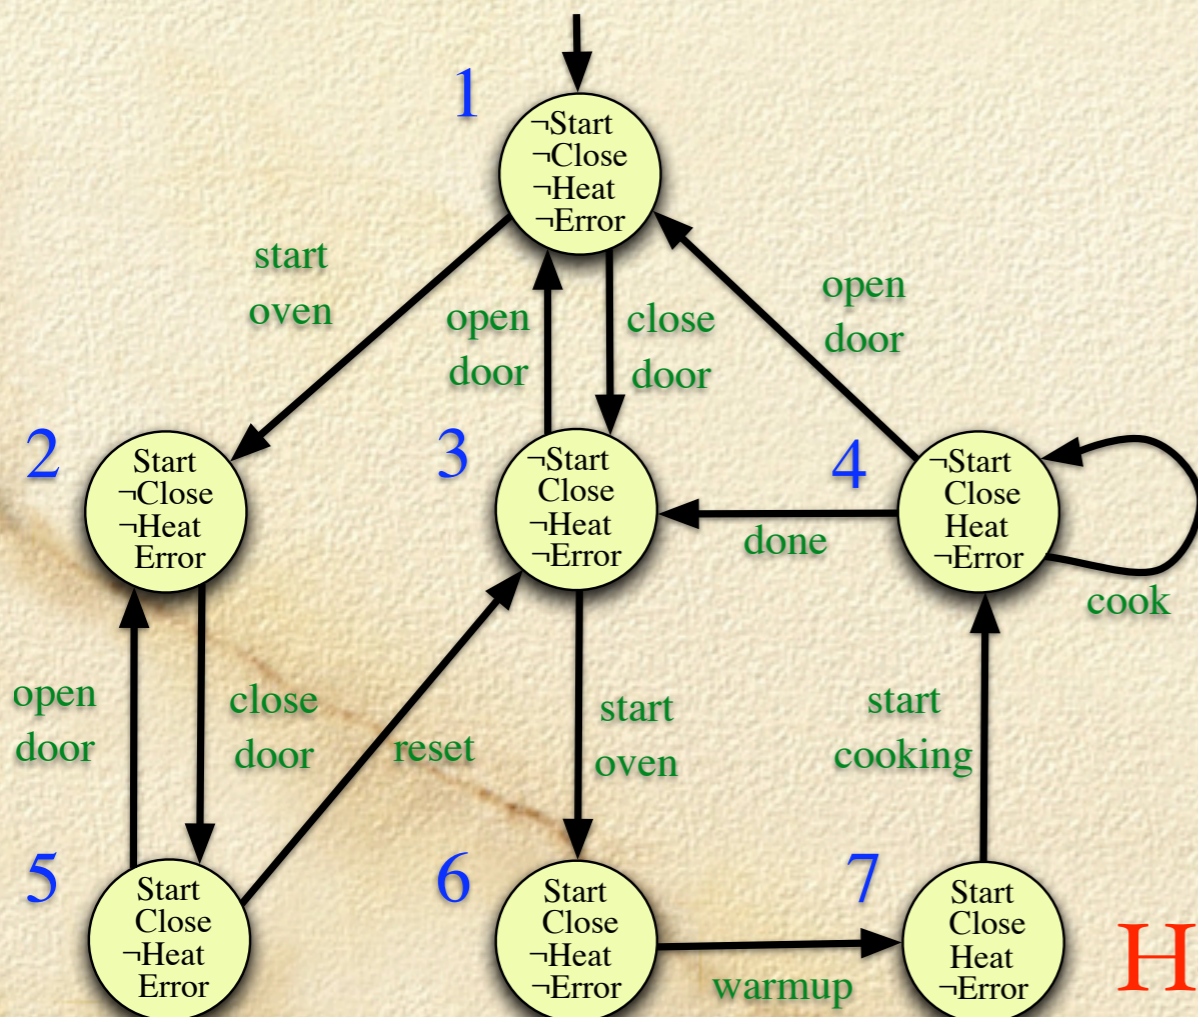 1
¬Start
¬Close
¬Heat
¬Error
start
oven
open
door
close
door
open
door
2
Start
¬Close
¬Heat
Error
3
¬Start
Close
¬Heat
¬Error
4
¬Start
Close
Heat
¬Error
done
cook
open
door
close
door
reset
start
oven
start
cooking
5
Start
Close
¬Heat
Error
6
Start
Close
¬Heat
¬Error
warmup
7
Start
Close
Heat
¬Error
H